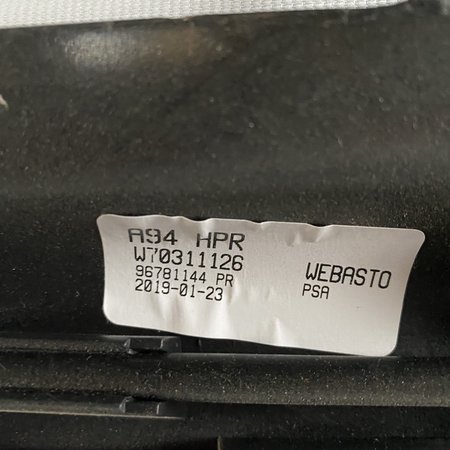 A94 HPR
W70311126
96781144 PR
2019-01-23
WEBASTO
PSA